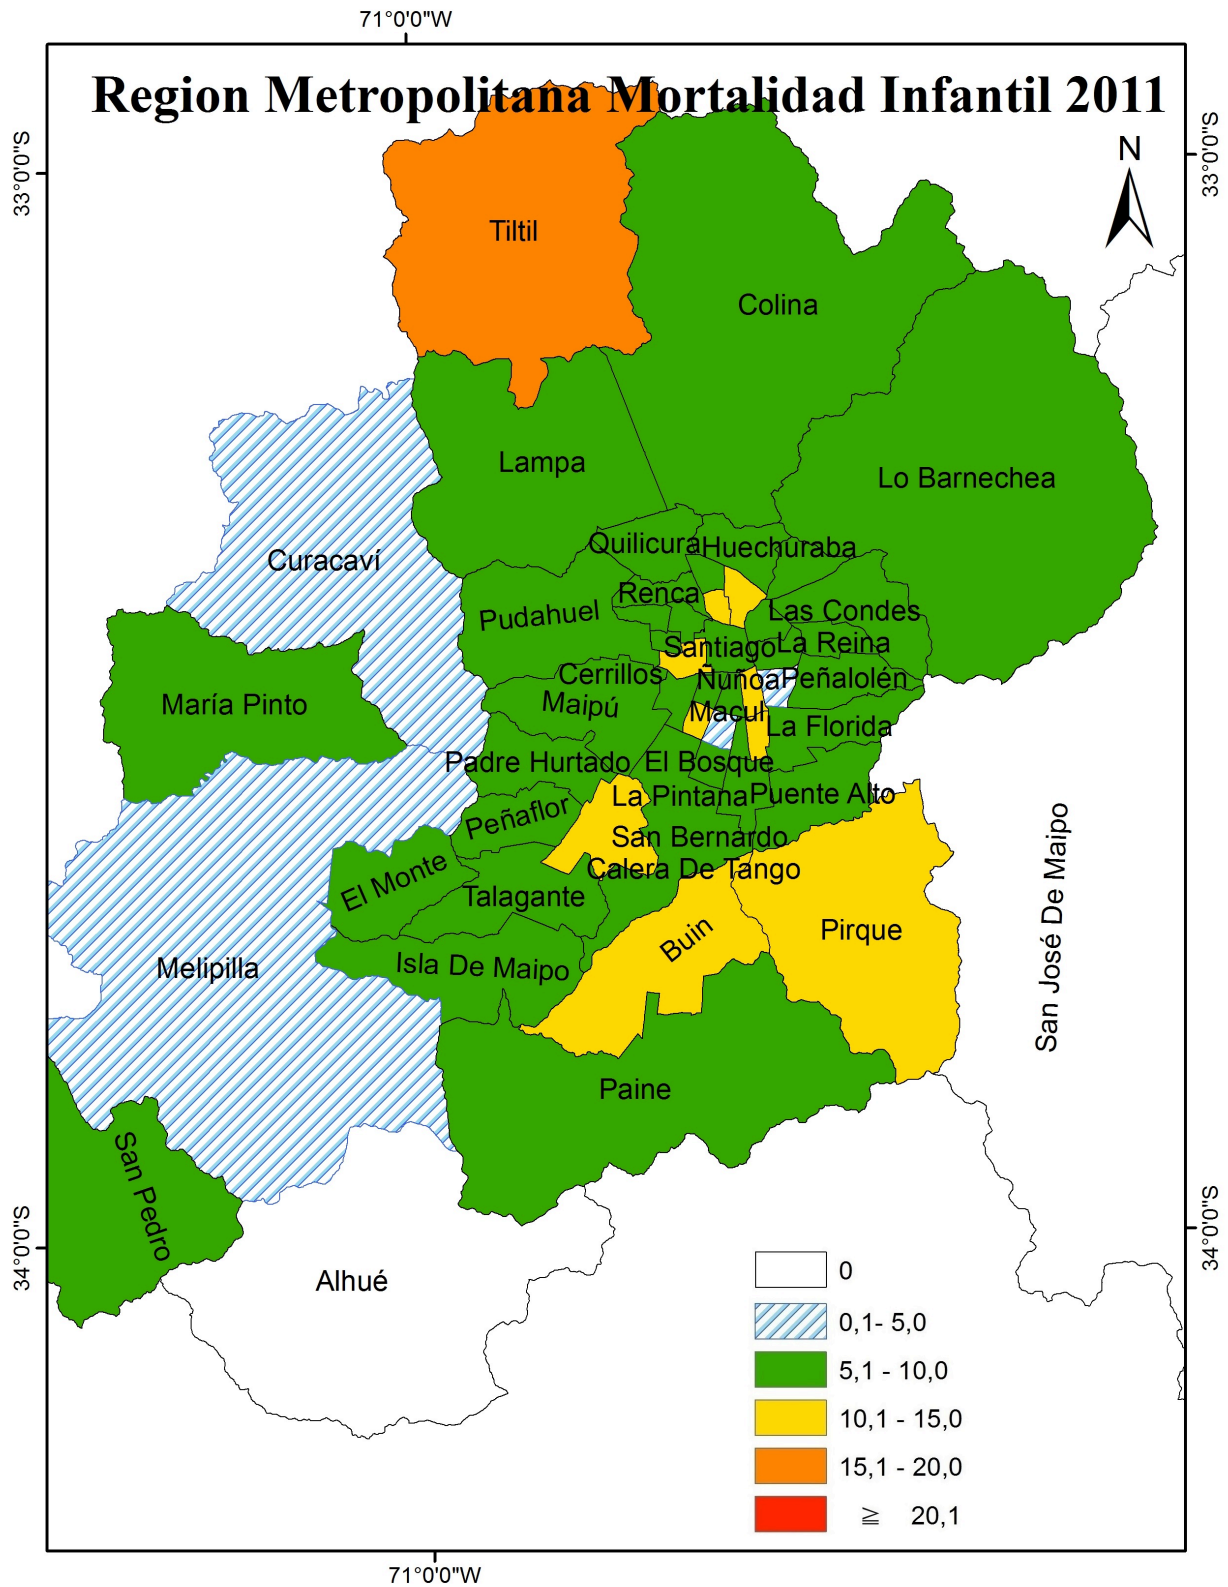 71°0'0"W
Region Metropolitana Mortalidad Infantil 2011
33°0'0"S
33°0'0"S
N
Tiltil
Colina
Lampa
Lo Barnechea
Curacaví
Quilicura
Huechuraba
Renca
Pudahuel
Las Condes
Santiago
La Reina
Cerrillos
Ñuñoa
Peñalolén
María Pinto
Maipú
Macul
La Florida
Padre Hurtado
El Bosque
La Pintana
Puente Alto
Peñaflor
San Bernardo
Calera De Tango
El Monte
Talagante
Buin
Pirque
San José De Maipo
Melipilla
Isla De Maipo
Paine
San Pedro
Alhué
34°0'0"S
34°0'0"S
0
0,1- 5,0
5,1 - 10,0
10,1 - 15,0
15,1 - 20,0
≧ 20,1
71°0'0"W